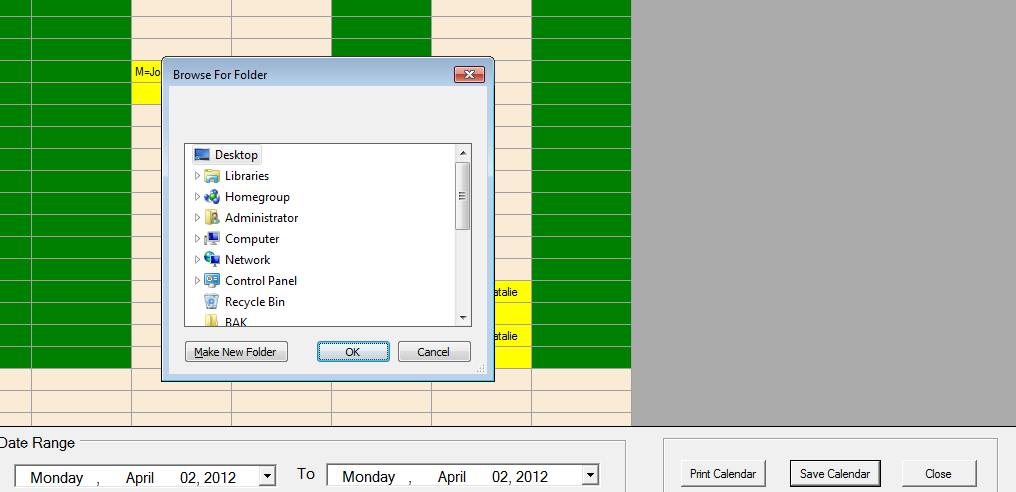 M=Jo
Browse For Folder
Desktop
Libraries
Homegroup
Administrator
Computer
Network
Control Panel
Recycle Bin
BAK
atalie
atalie
Make New Folder
OK
Cancel
Date Range
Monday , April 02, 2012
To
Monday , April 02, 2012
Print Calendar
Save Calendar
Close